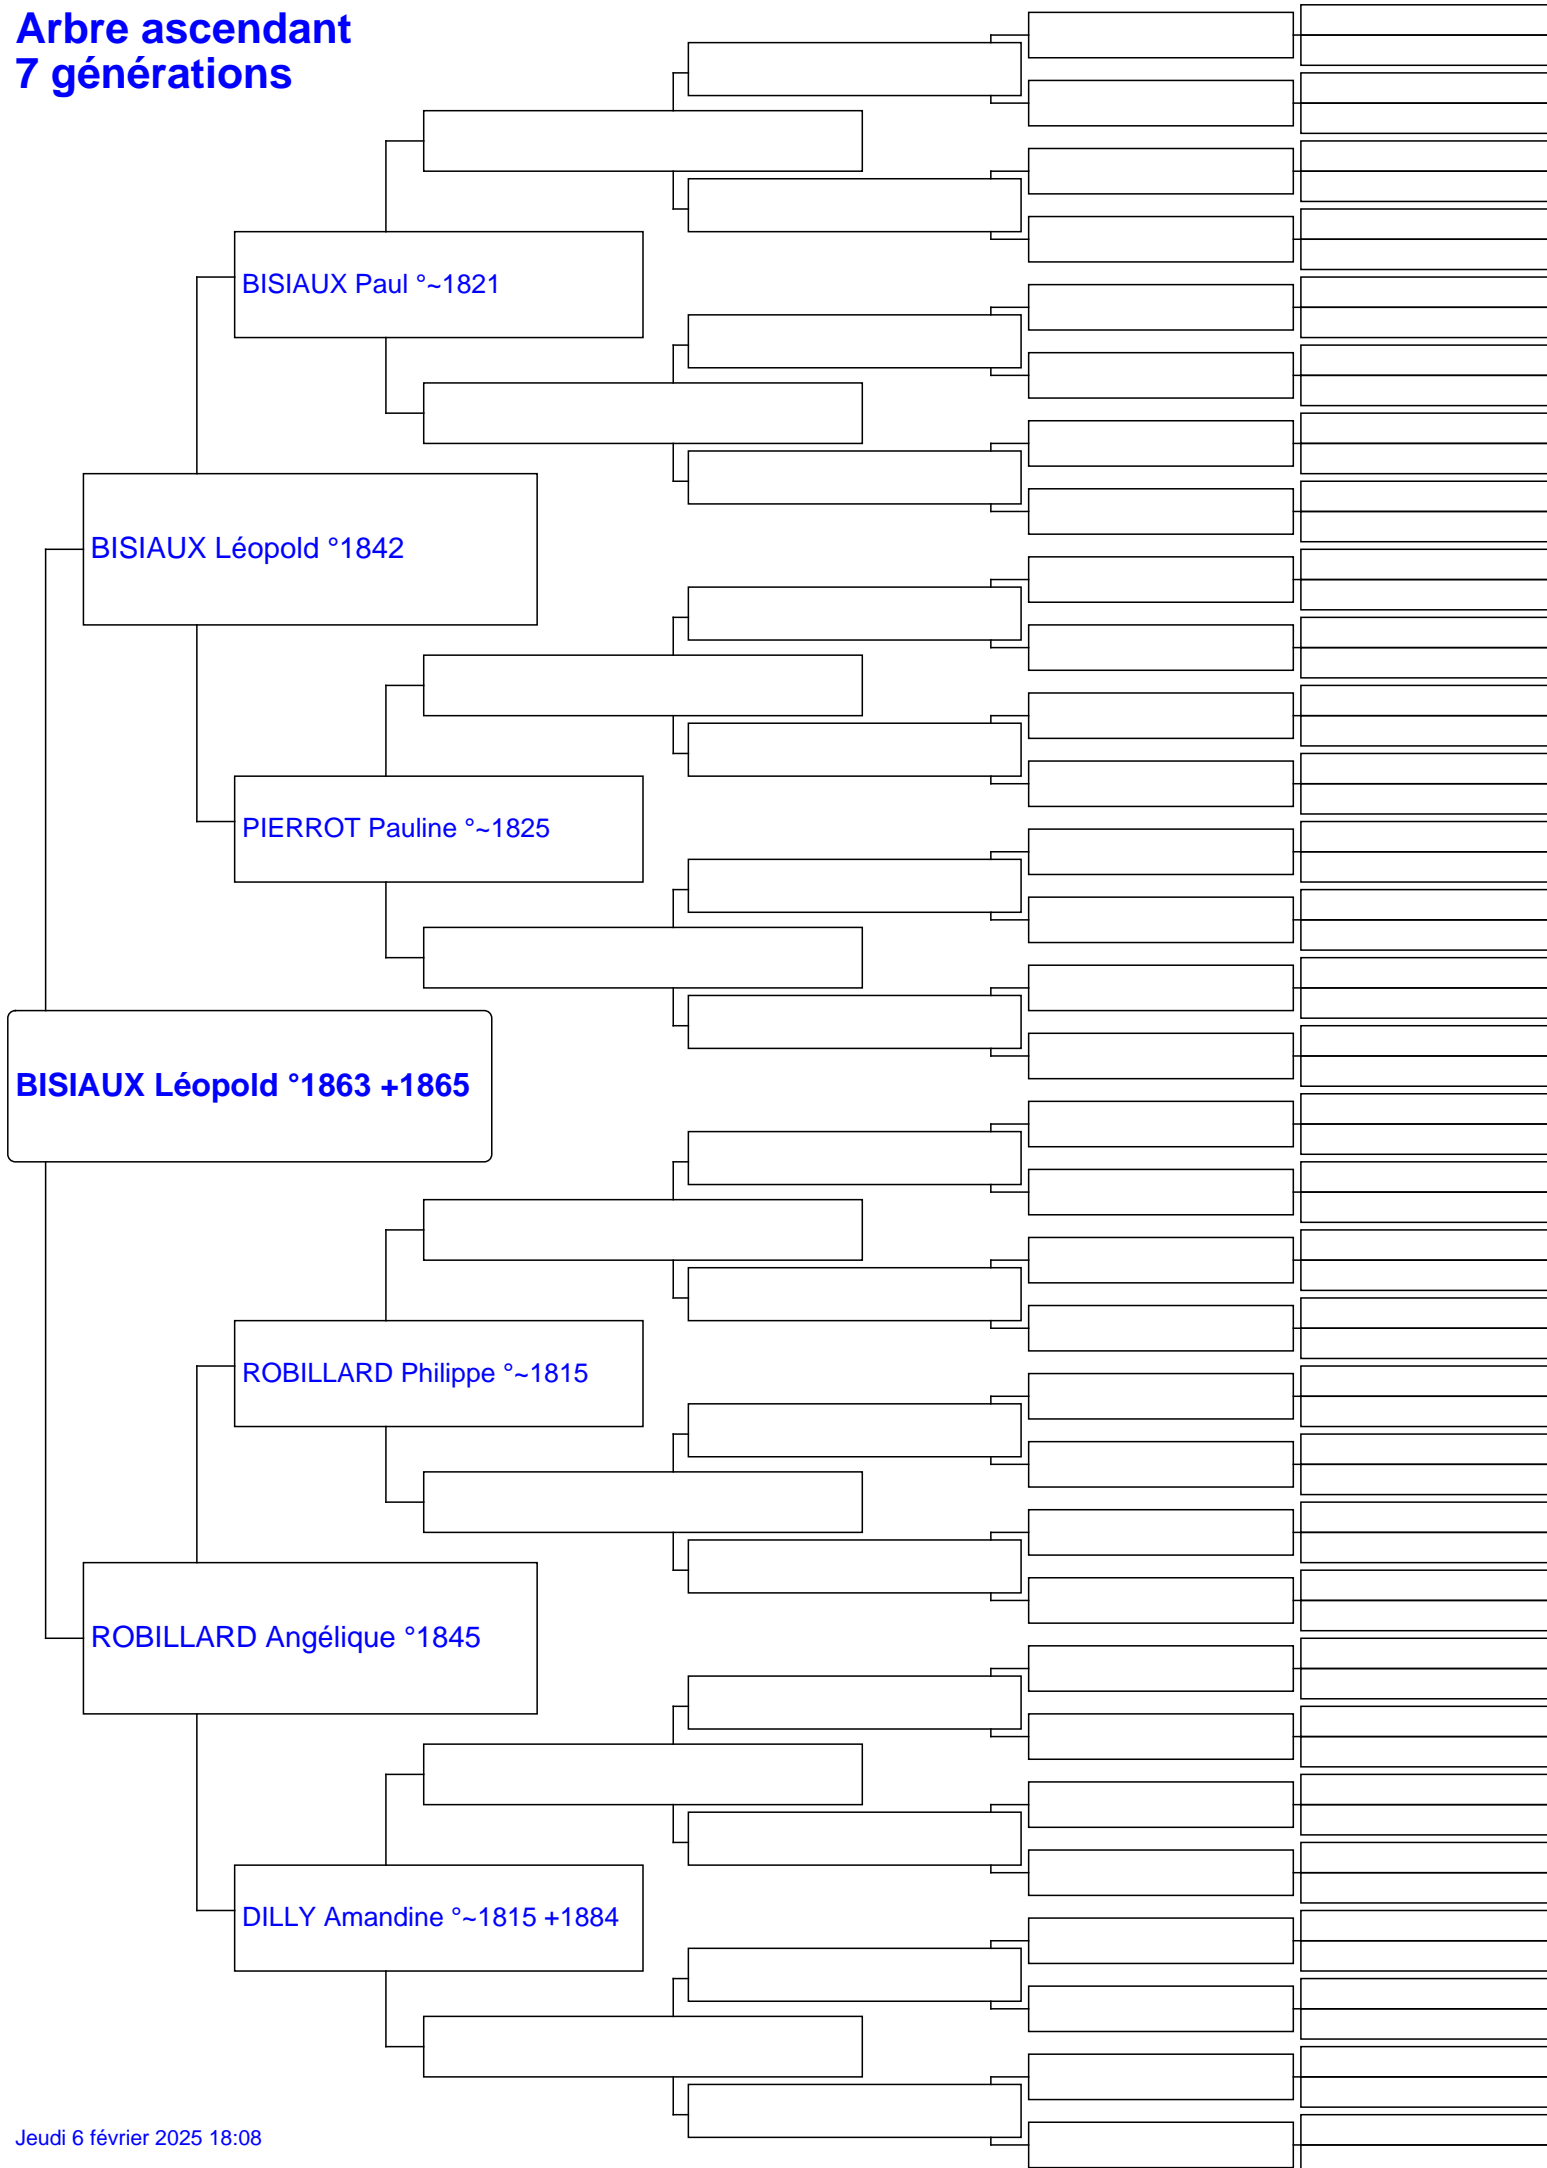 Arbre ascendant
7 générations
BISIAUX Paul °~1821
BISIAUX Léopold °1842
PIERROT Pauline °~1825
BISIAUX Léopold °1863 +1865
ROBILLARD Philippe °~1815
ROBILLARD Angélique °1845
DILLY Amandine °~1815 +1884
Jeudi 6 février 2025 18:08